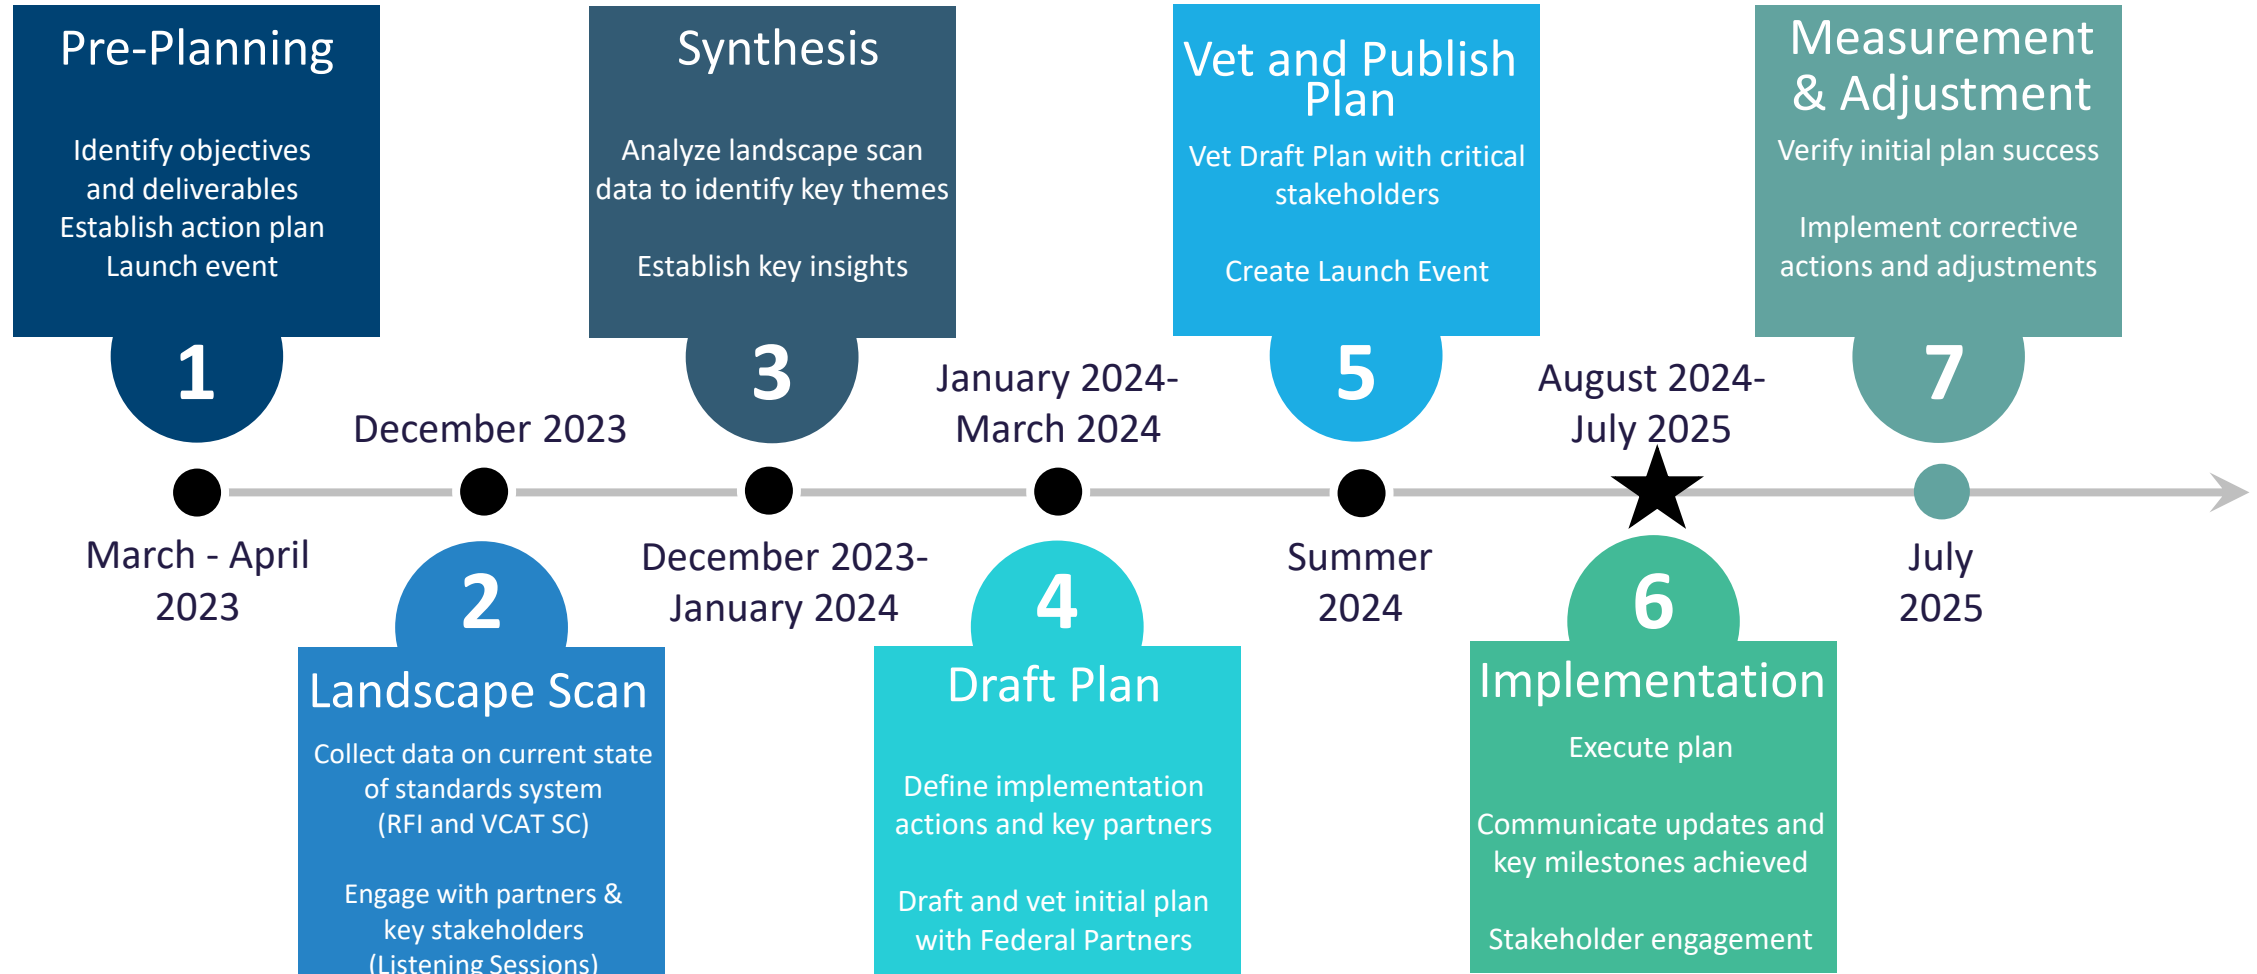 Pre-Planning
Identify objectives
and deliverables
Establish action plan
Launch event
1
March - April
2023
December 2023
2
Landscape Scan
Collect data on current state
of standards system
(RFI and VCAT SC)
Engage with partners &
key stakeholders
(Listening Sessions)
Synthesis
Analyze landscape scan
data to identify key themes
Establish key insights
3
December 2023-
January 2024
January 2024-
March 2024
4
Draft Plan
Define implementation
actions and key partners
Draft and vet initial plan
with Federal Partners
Vet and Publish
Plan
Vet Draft Plan with critical
stakeholders
Create Launch Event
5
Summer
2024
August 2024-
July 2025
6
Implementation
Execute plan
Communicate updates and
key milestones achieved
Stakeholder engagement
Measurement
& Adjustment
Verify initial plan success
Implement corrective
actions and adjustments
7
July
2025